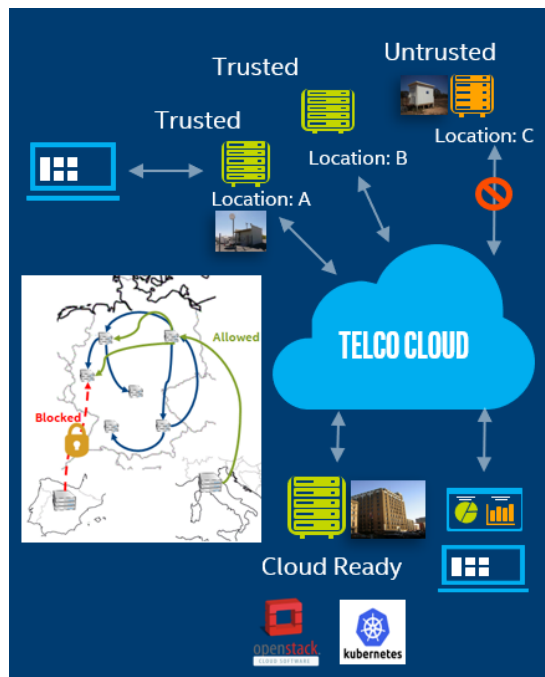 Untrusted
Trusted
Trusted
Location: C
Location: B
Location: A
TELCO CLOUD
Allowed
Blocked
Cloud Ready
openstack.
CLOUD SOFTWARE
kubernetes